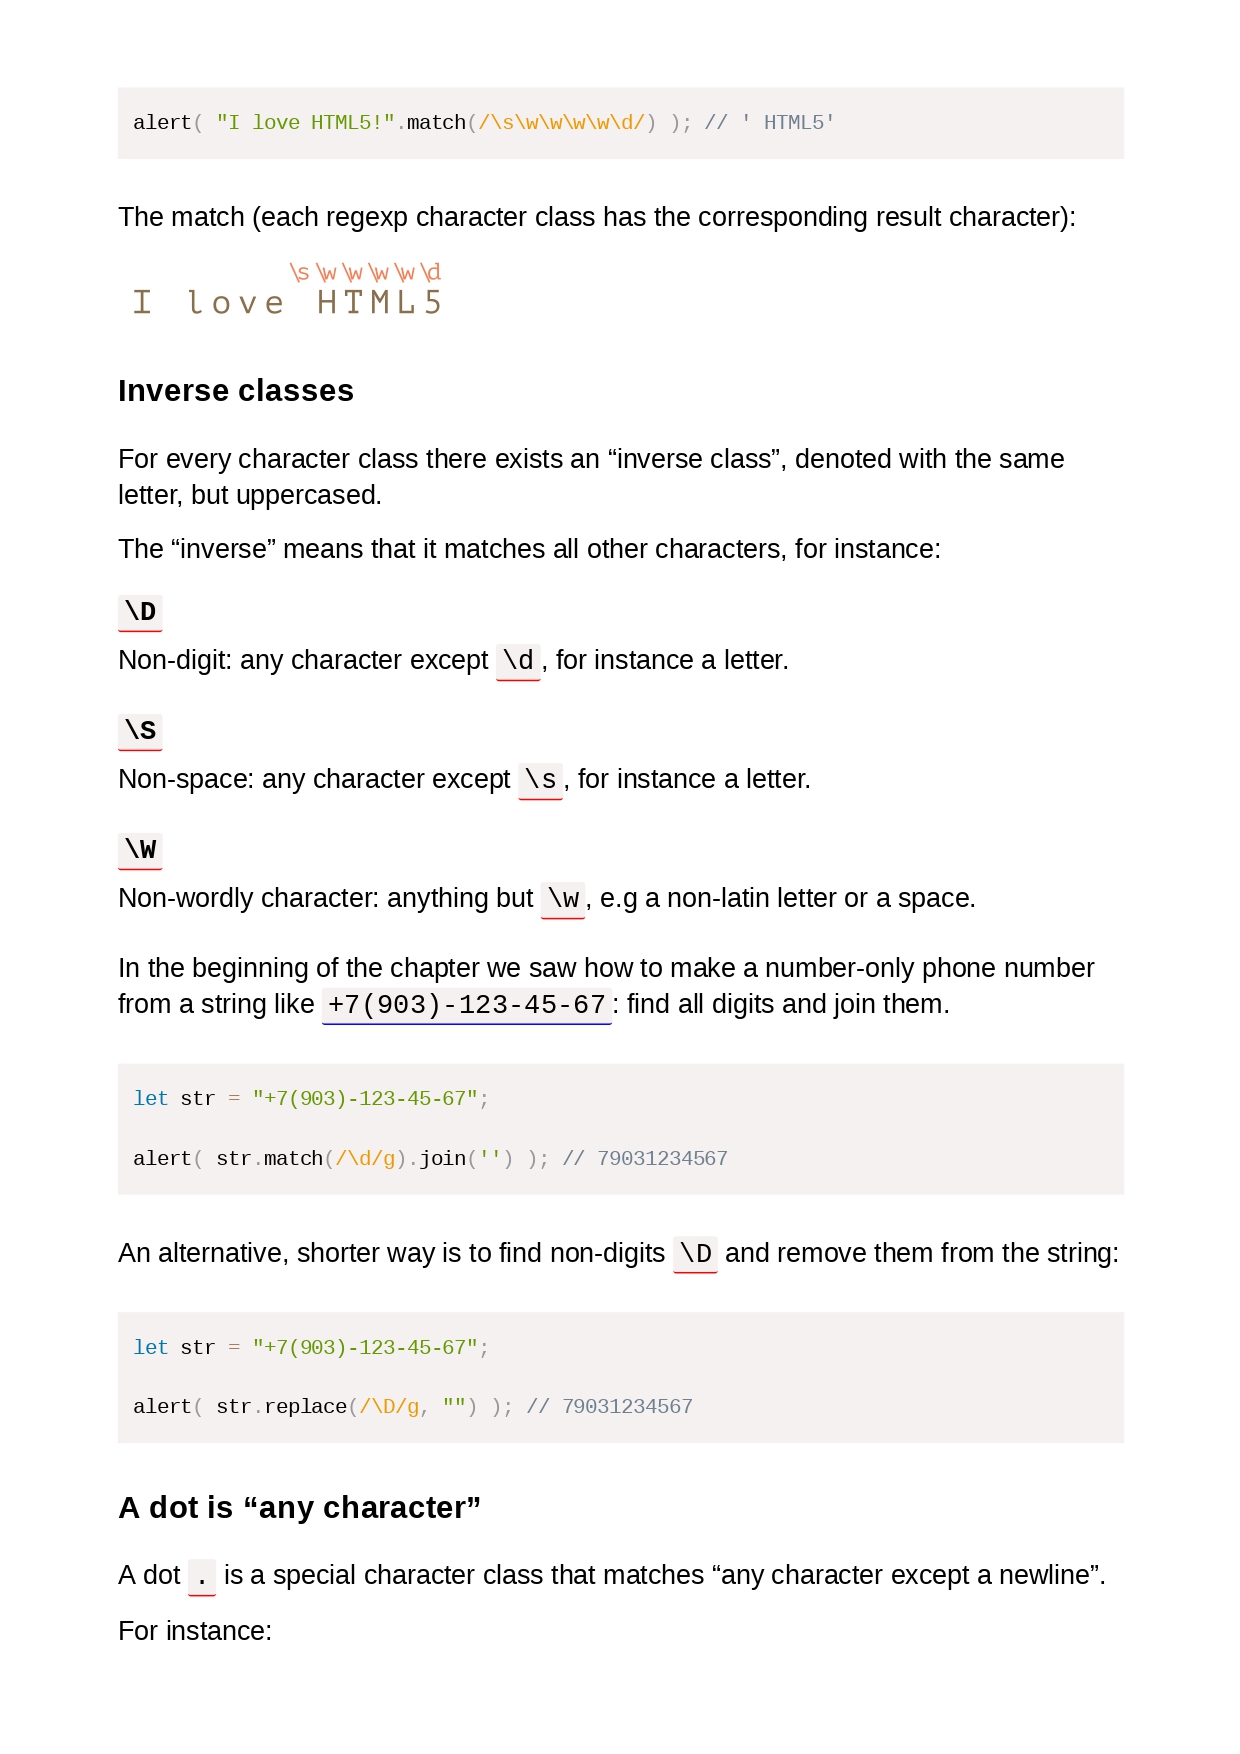 alert( "I love HTML5!".match(/\s\w\w\w\w\d/) ); // ' HTML5'
The match (each regexp character class has the corresponding result character):
\s\w\w\w\w\d
I love HTML5
Inverse classes
For every character class there exists an “inverse class”, denoted with the same
letter, but uppercased.
The “inverse” means that it matches all other characters, for instance:
\D
Non-digit: any character except \d, for instance a letter.
\S
Non-space: any character except \s, for instance a letter.
\W
Non-wordly character: anything but \w, e.g a non-latin letter or a space.
In the beginning of the chapter we saw how to make a number-only phone number
from a string like +7(903)-123-45-67: find all digits and join them.
let str = "+7(903)-123-45-67";
alert( str.match(/\d/g).join('') ); // 79031234567
An alternative, shorter way is to find non-digits \D and remove them from the string:
let str = "+7(903)-123-45-67";
alert( str.replace(/\D/g, "") ); // 79031234567
A dot is “any character”
A dot . is a special character class that matches “any character except a newline”.
For instance: